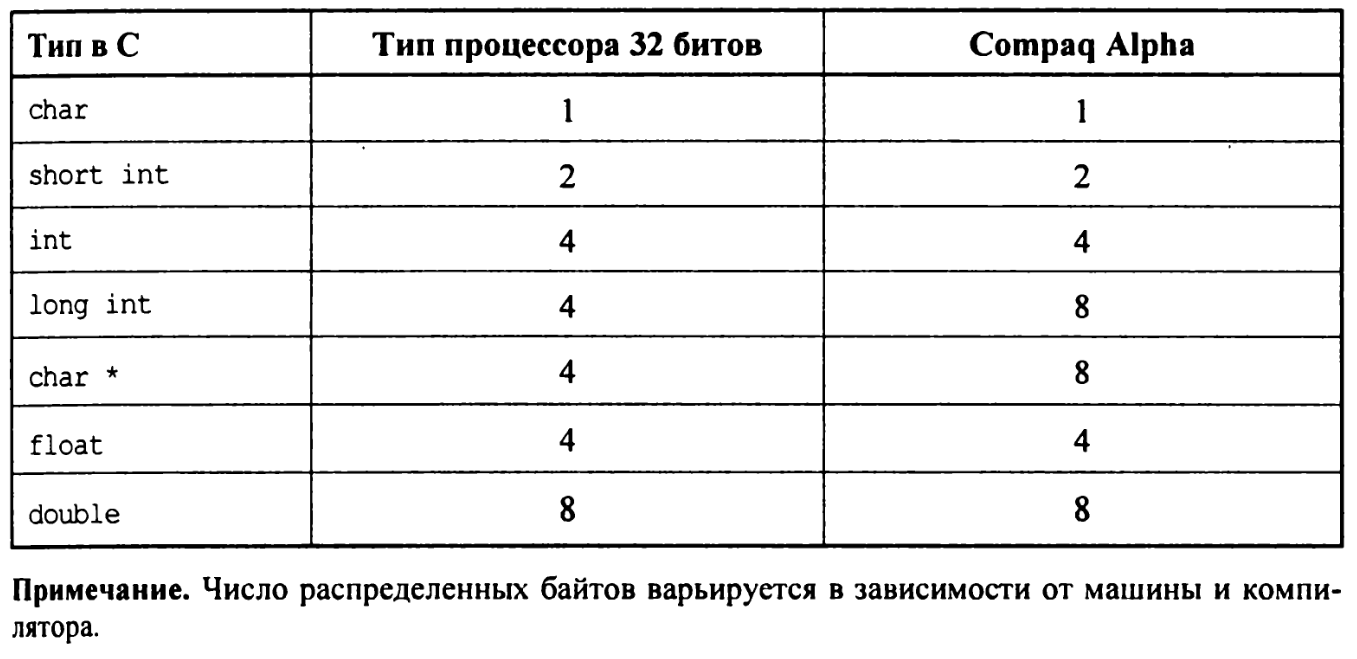 Тип в C Тип процессора 32 битов Compaq Alpha
char 1 1
short int 2 2
int 4 4
long int 4 8
char * 4 8
float 4 4
double 8 8
Примечание. Число распределенных байтов варьируется в зависимости от машины и компи-
лятора.